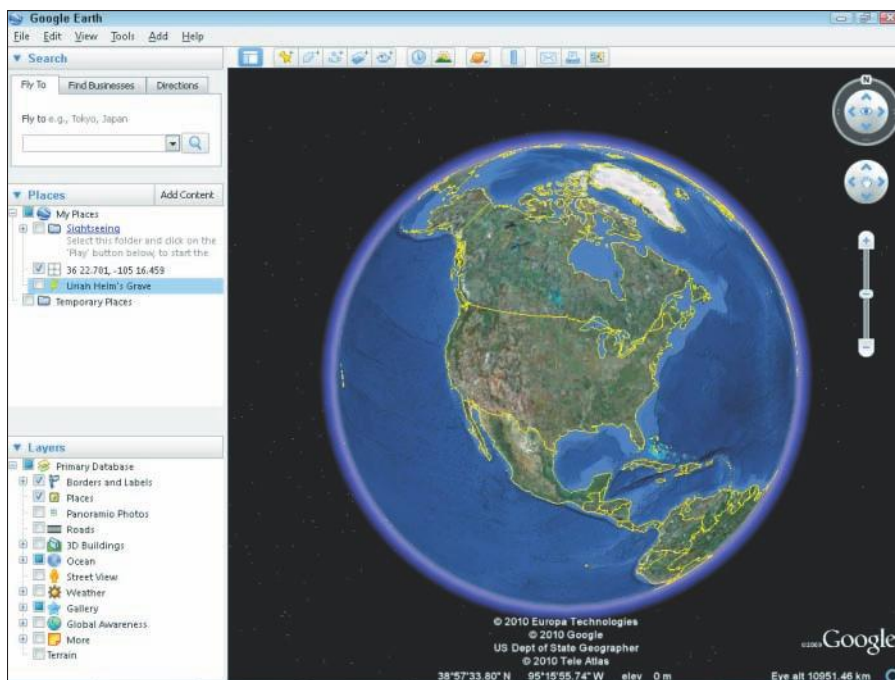 Google Earth
File Edit View Tools Add Help
Search
Fly To Find Businesses Directions
Fly to e.g., Tokyo, Japan
Places Add Content
My Places
Sightseeing
Select this folder and click on the
'Play' button below, to start the
36 22.701, -105 16.459
Uriah Helm's Grave
Temporary Places
Layers
Primary Database
Borders and Labels
Places
Panoramio Photos
Roads
3D Buildings
Ocean
Street View
Weather
Gallery
Global Awareness
More
Terrain
N
© 2010 Europa Technologies
© 2010 Google
US Dept of State Geographer
© 2010 Tele Atlas
©2009 Google
38°57'33.80" N 95°15'55.74" W elev 0 m Eye alt 10951.46 km